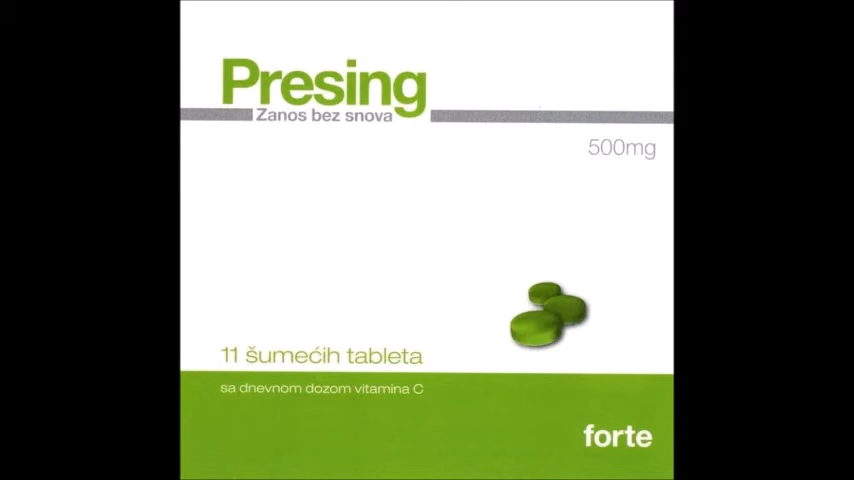 Presing
Zanos bez snova
500mg
11 šumećih tableta
sa dnevnom dozom vitamina C
forte